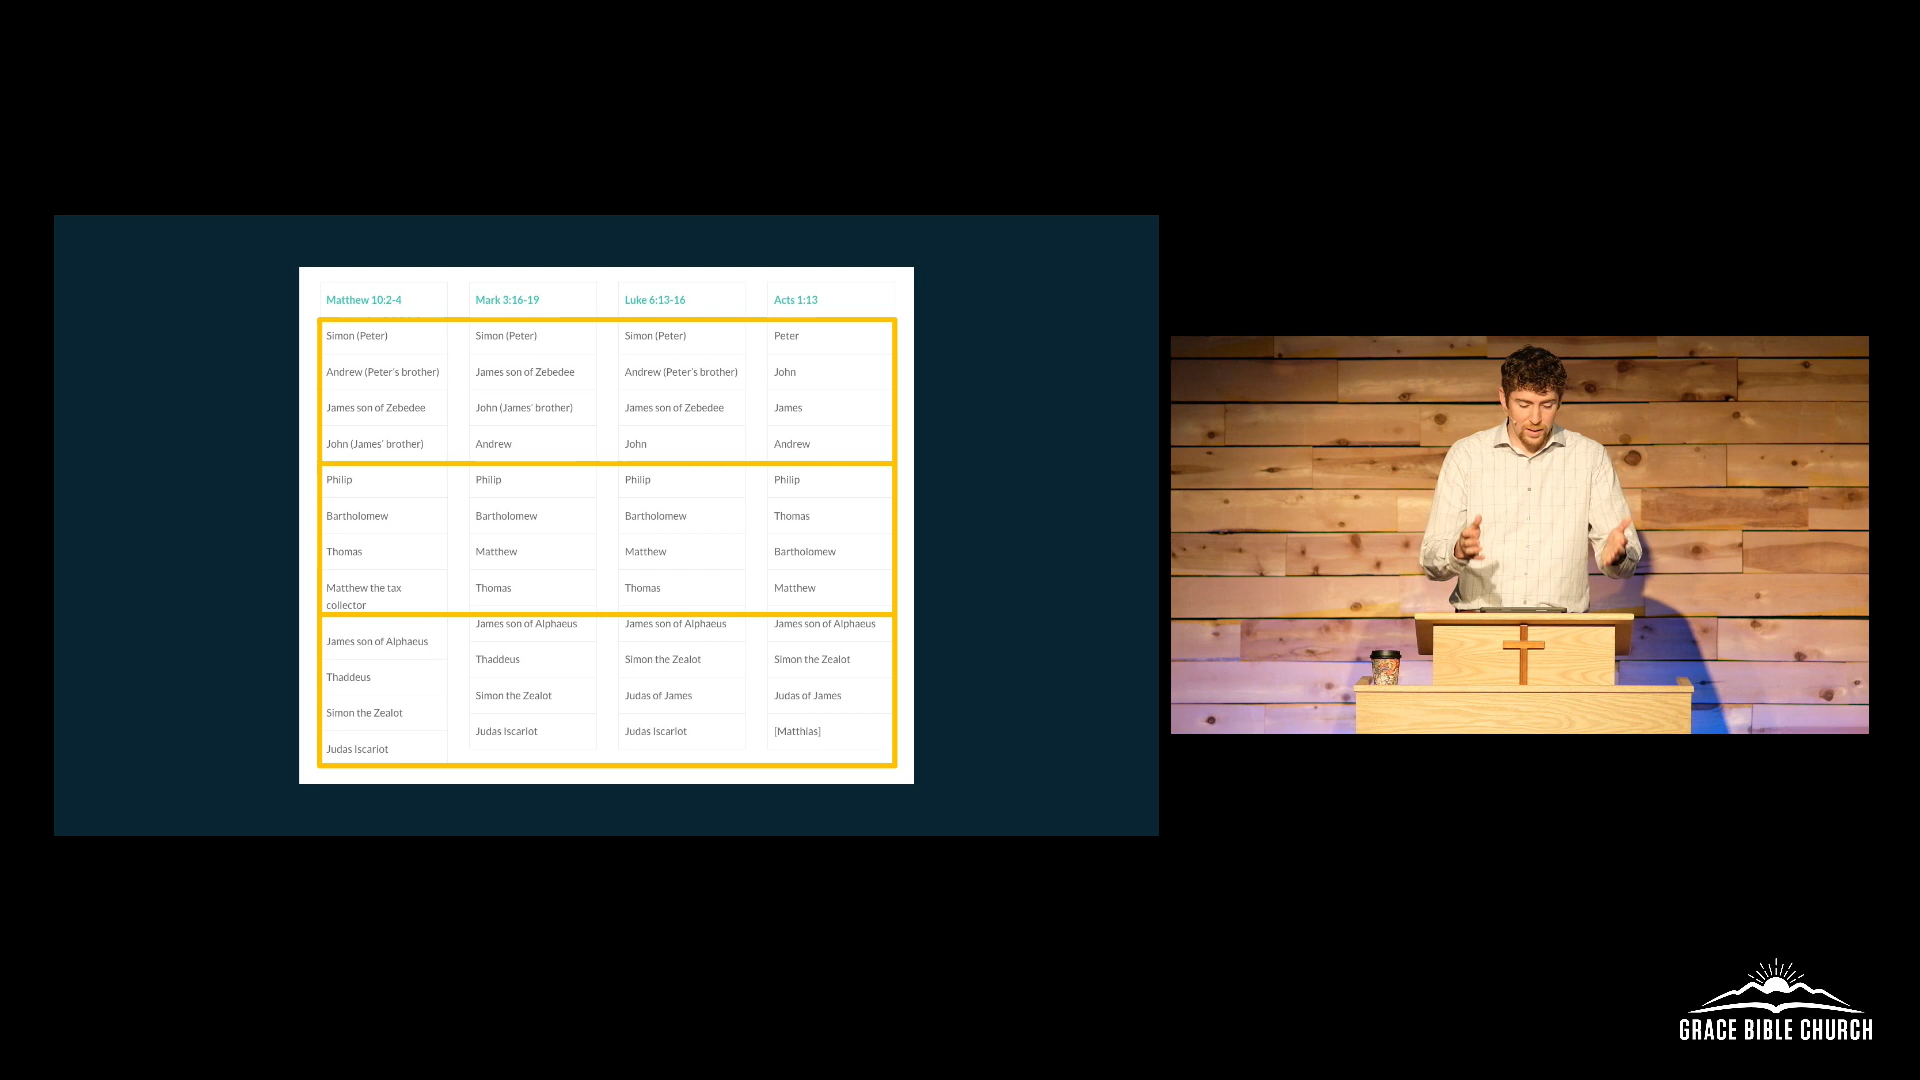 Matthew 10:2-4
Mark 3:16-19
Luke 6:13-16
Acts 1:13
Simon (Peter)
Simon (Peter)
Simon (Peter)
Peter
Andrew (Peter's brother)
James son of Zebedee
Andrew (Peter's brother)
John
James son of Zebedee
John (James' brother)
James son of Zebedee
James
John (James' brother)
Andrew
John
Andrew
Philip
Philip
Philip
Philip
Bartholomew
Bartholomew
Bartholomew
Thomas
Thomas
Matthew
Matthew
Bartholomew
Matthew the tax
collector
Thomas
Thomas
Matthew
James son of Alphaeus
James son of Alphaeus
James son of Alphaeus
James son of Alphaeus
Thaddeus
Thaddeus
Simon the Zealot
Simon the Zealot
Simon the Zealot
Simon the Zealot
Judas of James
Judas of James
Judas Iscariot
Judas Iscariot
Judas Iscariot
[Matthias]
GRACE BIBLE CHURCH